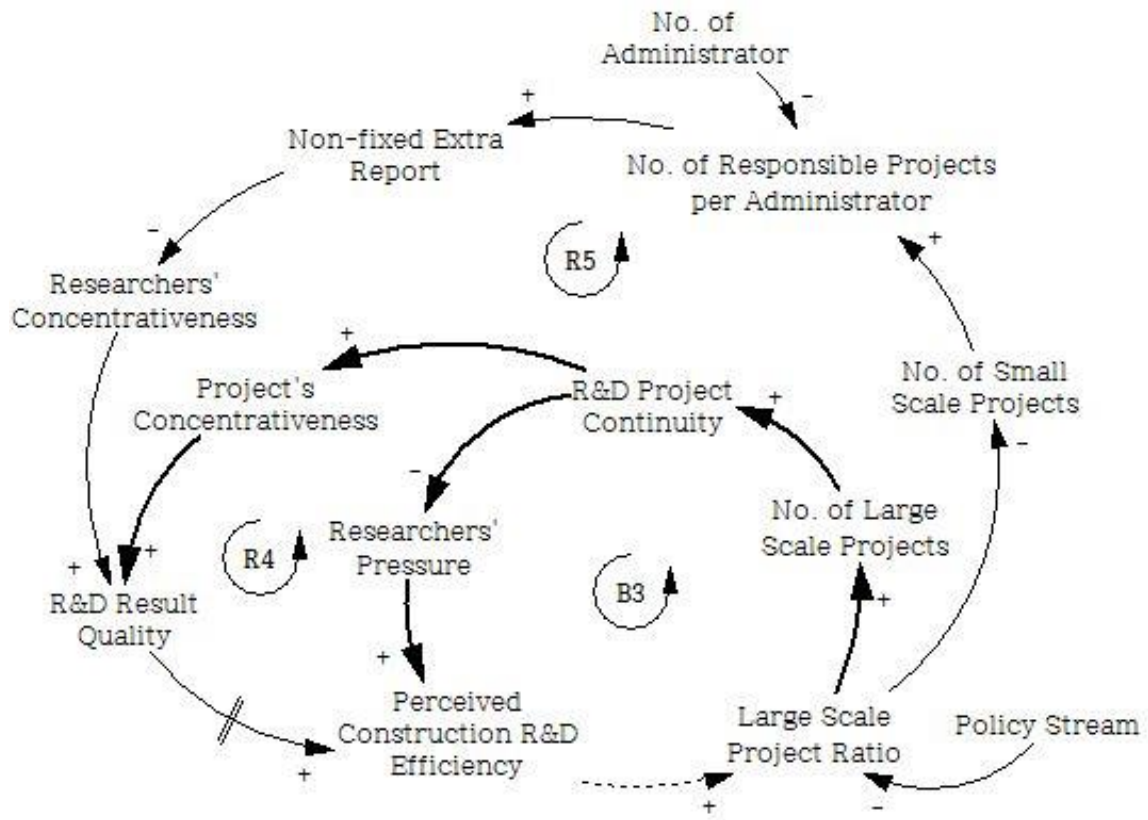 No. of
Administrator
-
+
Non-fixed Extra
Report
No. of Responsible Projects
per Administrator
-
+
R5
Researchers'
Concentrativeness
+
No. of Small
Scale Projects
Project's
Concentrativeness
R&D Project
Continuity
+
-
-
No. of Large
Scale Projects
Researchers'
Pressure
R4
+
+
B3
+
R&D Result
Quality
+
Perceived
Construction R&D
Efficiency
Large Scale
Project Ratio
Policy Stream
+
+
-